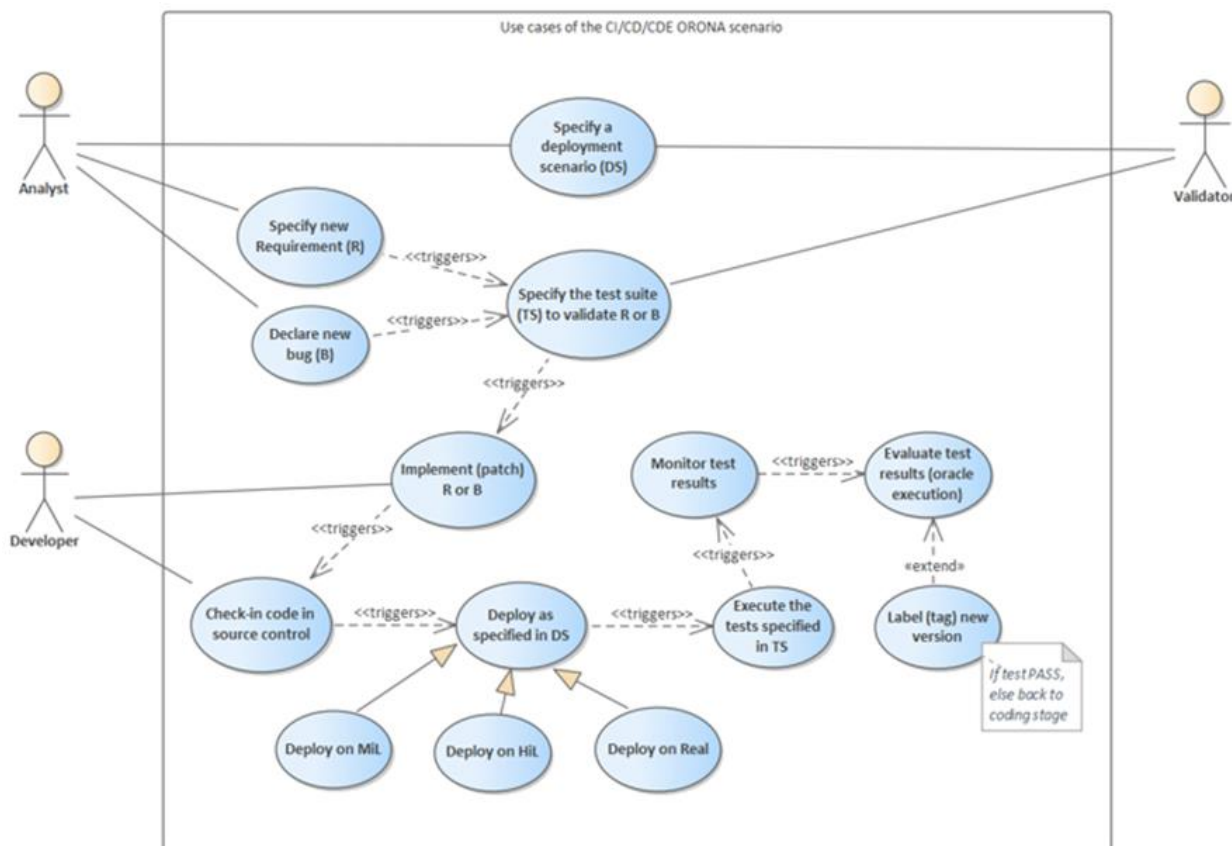 Use cases of the CI/CD/CDE ORONA scenario
Analyst
Validator
Specify a
deployment
scenario (DS)
Specify new
Requirement (R)
<<triggers>>
Specify the test suite
(TS) to validate R or B
<<triggers>>
Declare new
bug (B)
<<triggers>>
Developer
Implement (patch)
R or B
Monitor test
results
<<triggers>>
Evaluate test
results (oracle
execution)
<<triggers>>
<<triggers>>
«extend»
Check-in code in
source control
<<triggers>>
Deploy as
specified in DS
<<triggers>>
Execute the
tests specified
in TS
Label (tag) new
version
If test PASS,
else back to
coding stage
Deploy on MiL
Deploy on HiL
Deploy on Real